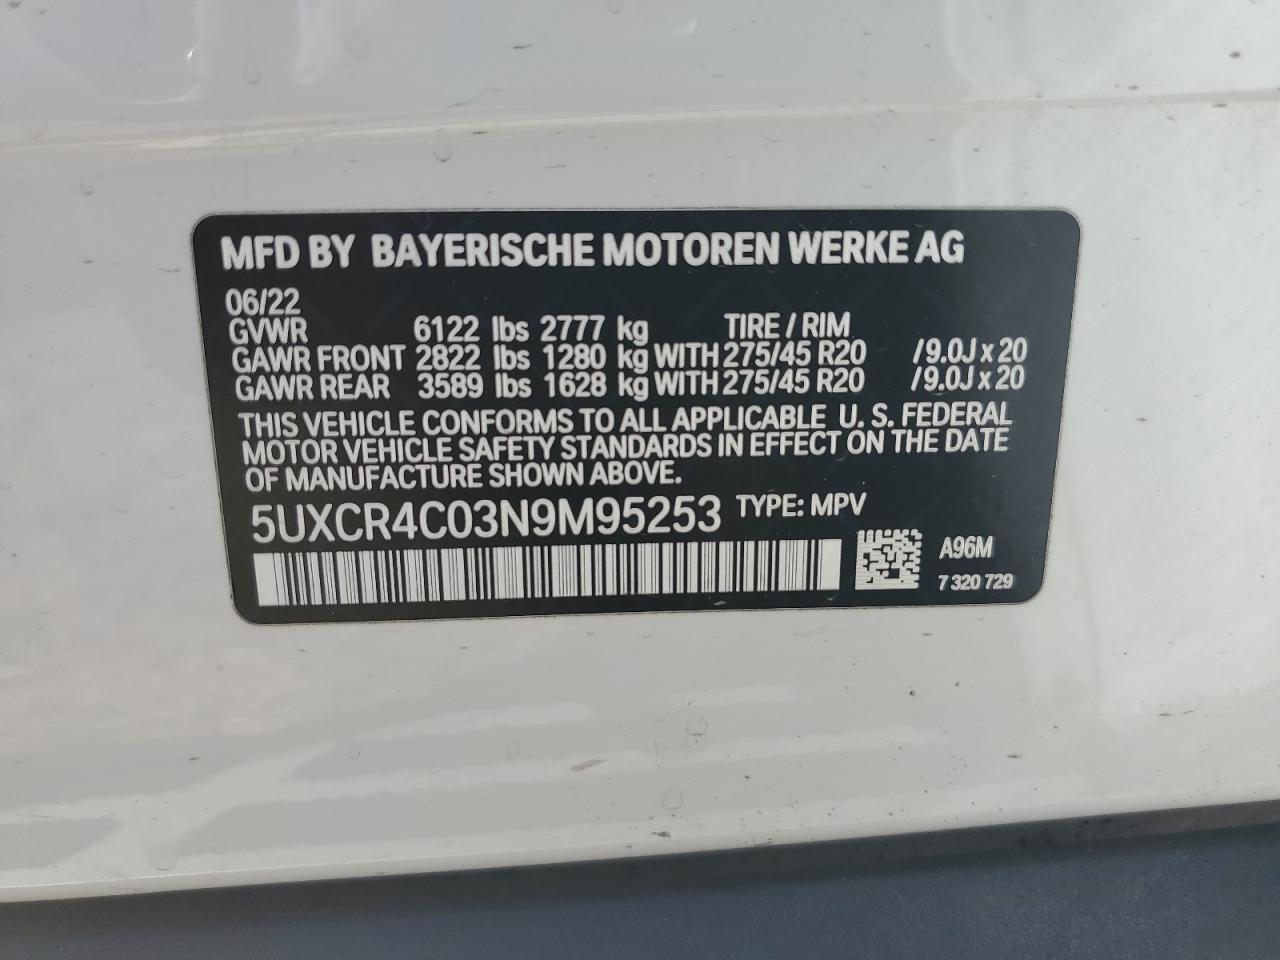 MFD BY BAYERISCHE MOTOREN WERKE AG
06/22
GVWR 6122 lbs 2777 kg TIRE / RIM
GAWR FRONT 2822 lbs 1280 kg WITH 275/45 R20 /9.0J x 20
GAWR REAR 3589 lbs 1628 kg WITH 275/45 R20 /9.0J x 20
THIS VEHICLE CONFORMS TO ALL APPLICABLE U. S. FEDERAL
MOTOR VEHICLE SAFETY STANDARDS IN EFFECT ON THE DATE
OF MANUFACTURE SHOWN ABOVE.
5UXCR4C03N9M95253 TYPE: MPV
A96M
7 320 729